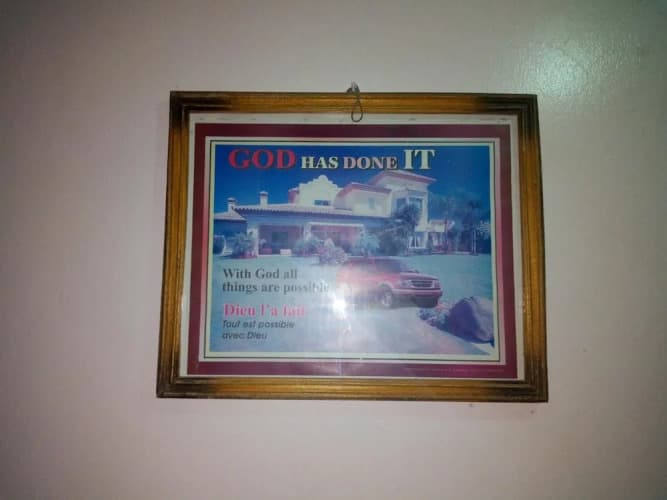 GOD HAS DONE IT
With God all
things are possible
Dieu l'a fait
Tout est possible
avec Dieu